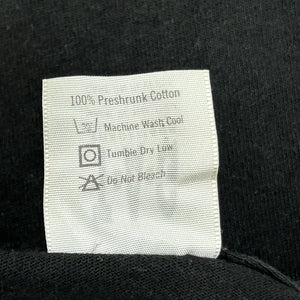 100% Preshrunk Cotton
Machine Wash Cool
Tumble Dry Low
Do Not Bleach